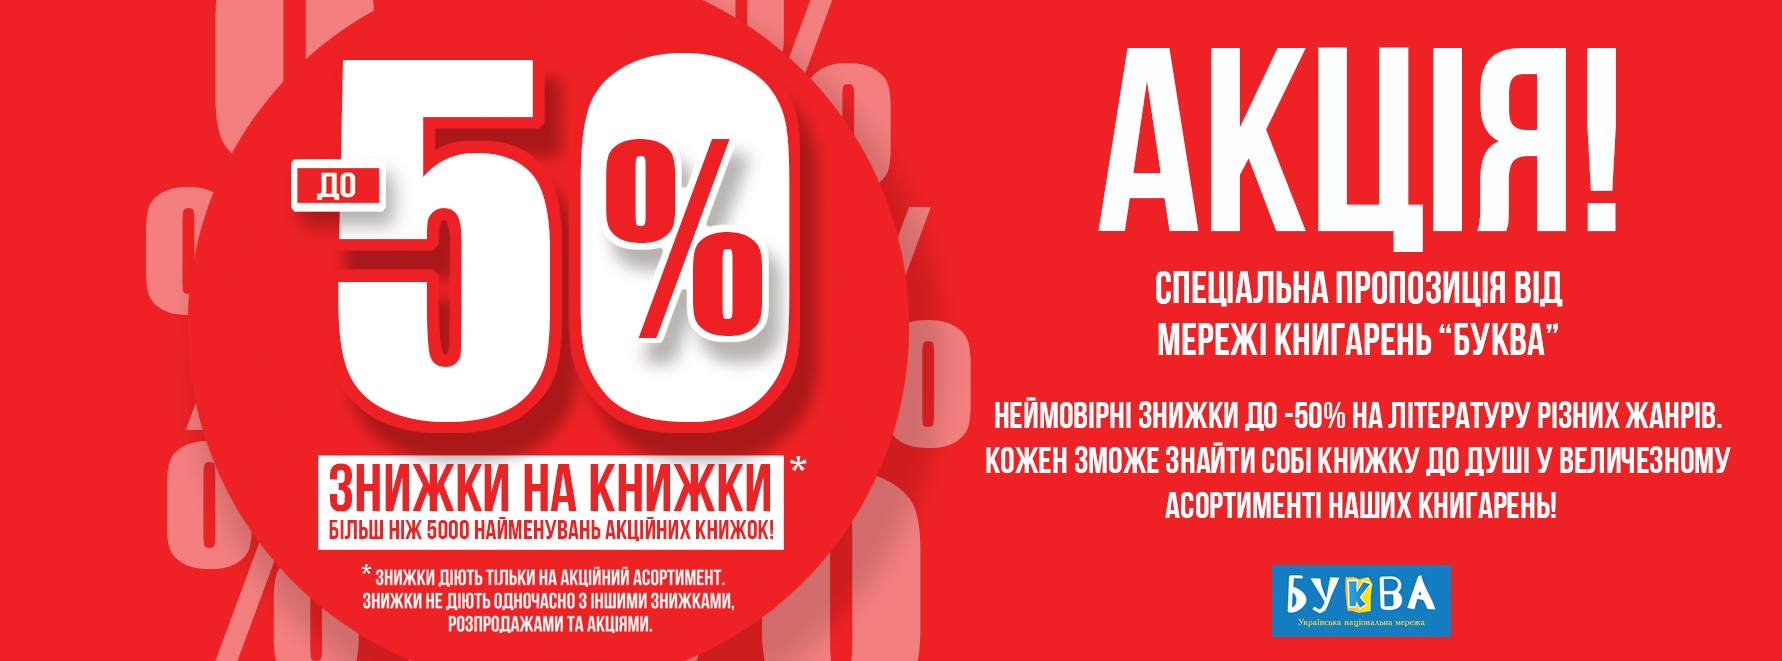 ДО
50%
ЗНИЖКИ НА КНИЖКИ*
БІЛЬШ НІЖ 5000 НАЙМЕНУВАНЬ АКЦІЙНИХ КНИЖОК!
* ЗНИЖКИ ДІЮТЬ ТІЛЬКИ НА АКЦІЙНИЙ АСОРТИМЕНТ.
ЗНИЖКИ НЕ ДІЮТЬ ОДНОЧАСНО З ІНШИМИ ЗНИЖКАМИ,
РОЗПРОДАЖАМИ ТА АКЦІЯМИ.
АКЦІЯ!
СПЕЦІАЛЬНА ПРОПОЗИЦІЯ ВІД
МЕРЕЖІ КНИГАРЕНЬ “БУКВА”
НЕЙМОВІРНІ ЗНИЖКИ ДО -50% НА ЛІТЕРАТУРУ РІЗНИХ ЖАНРІВ.
КОЖЕН ЗМОЖЕ ЗНАЙТИ СОБІ КНИЖКУ ДО ДУШІ У ВЕЛИЧЕЗНОМУ
АСОРТИМЕНТІ НАШИХ КНИГАРЕНЬ!
БУКВА
Українська національна мережа